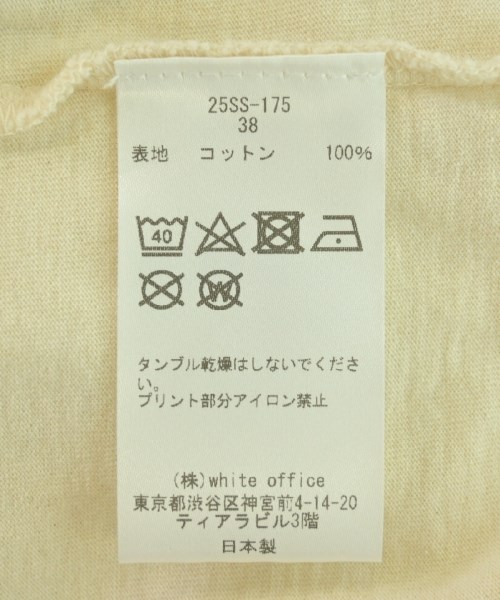 25SS-175
38
表地 コットン 100%
40
W
タンブル乾燥はしないでくださ
い。
プリント部分アイロン禁止
(株)white office
東京都渋谷区神宮前4-14-20
ティアラビル3階
日本製